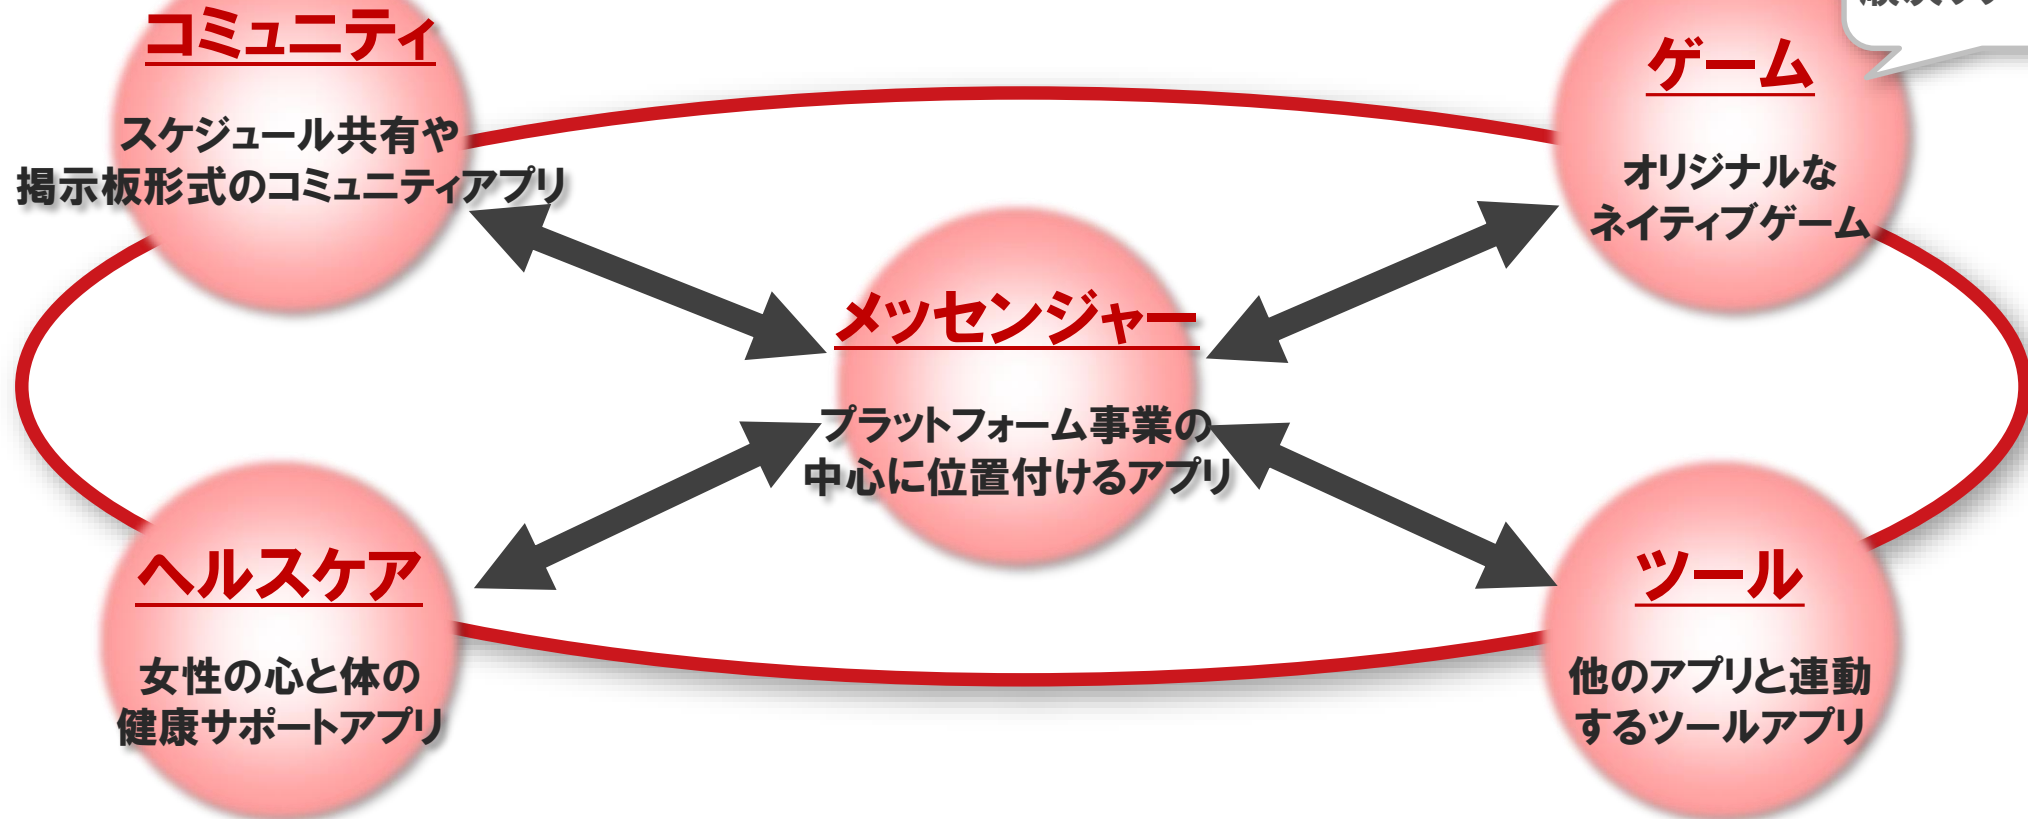 コミュニティ
スケジュール共有や
掲示板形式のコミュニティアプリ
ゲーム
オリジナルな
ネイティブゲーム
メッセンジャー
プラットフォーム事業の
中心に位置付けるアプリ
ヘルスケア
女性の心と体の
健康サポートアプリ
ツール
他のアプリと連動
するツールアプリ